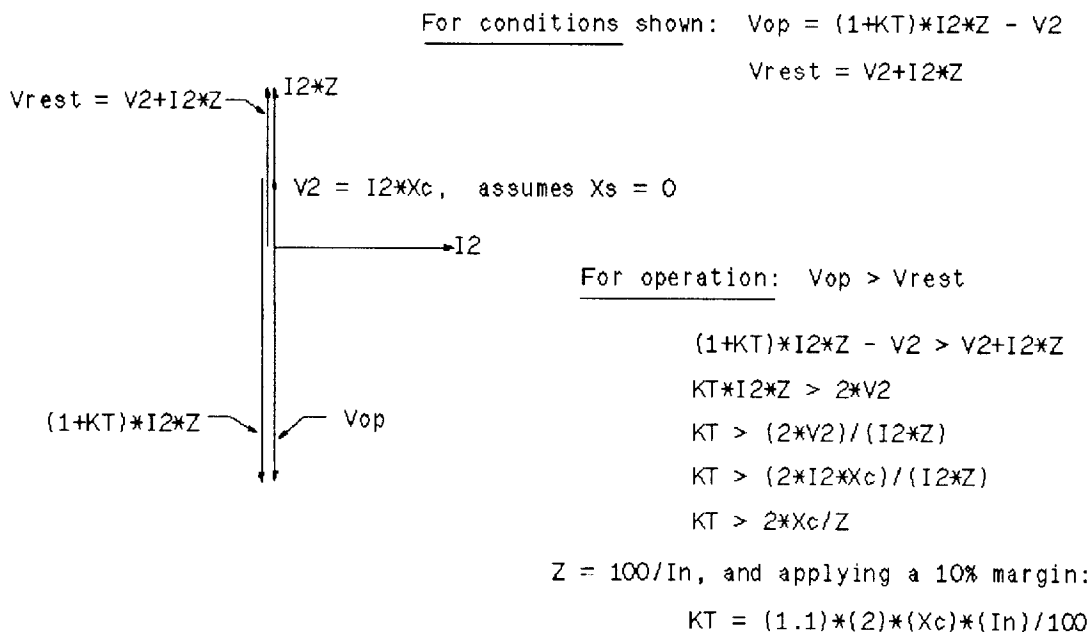 For conditions shown: Vop = (1+KT)*I2*Z - V2
Vrest = V2+I2*Z
I2*Z
Vrest = V2+I2*Z
V2 = I2*Xc, assumes Xs = 0
I2
For operation: Vop > Vrest
(1+KT)*I2*Z - V2 > V2+I2*Z
KT*I2*Z > 2*V2
(1+KT)*I2*Z
Vop
KT > (2*V2)/(I2*Z)
KT > (2*I2*Xc)/(I2*Z)
KT > 2*Xc/Z
Z = 100/In, and applying a 10% margin:
KT = (1.1)*(2)*(Xc)*(In)/100